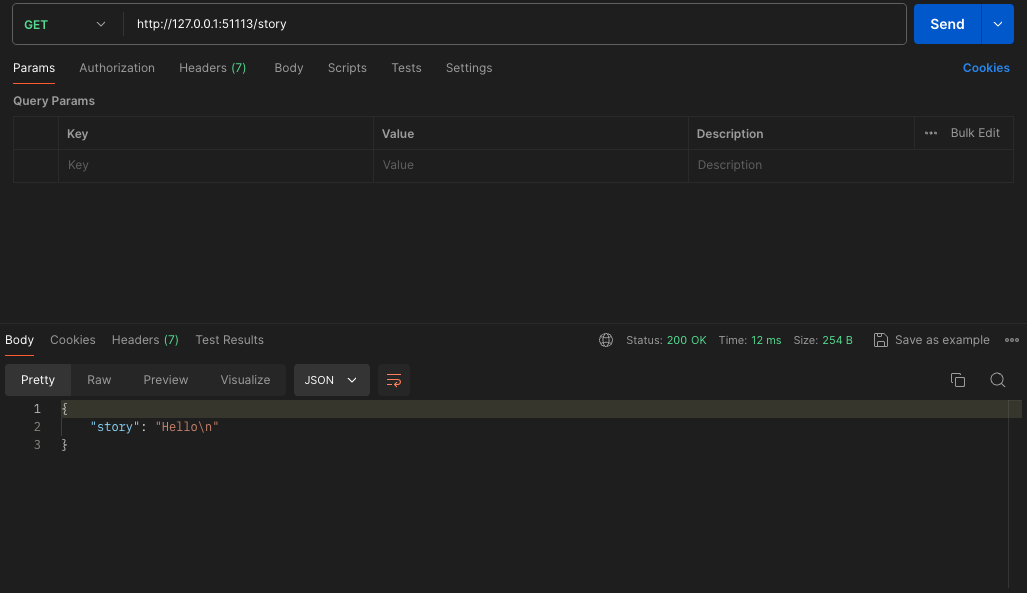 GET http://127.0.0.1:51113/story Send
Params Authorization Headers (7) Body Scripts Tests Settings Cookies
Query Params
Key Value Description ••• Bulk Edit
Key Value Description
Body Cookies Headers (7) Test Results Status: 200 OK Time: 12 ms Size: 254 B Save as example
Pretty Raw Preview Visualize JSON
1 {
2 "story": "Hello\n"
3 }